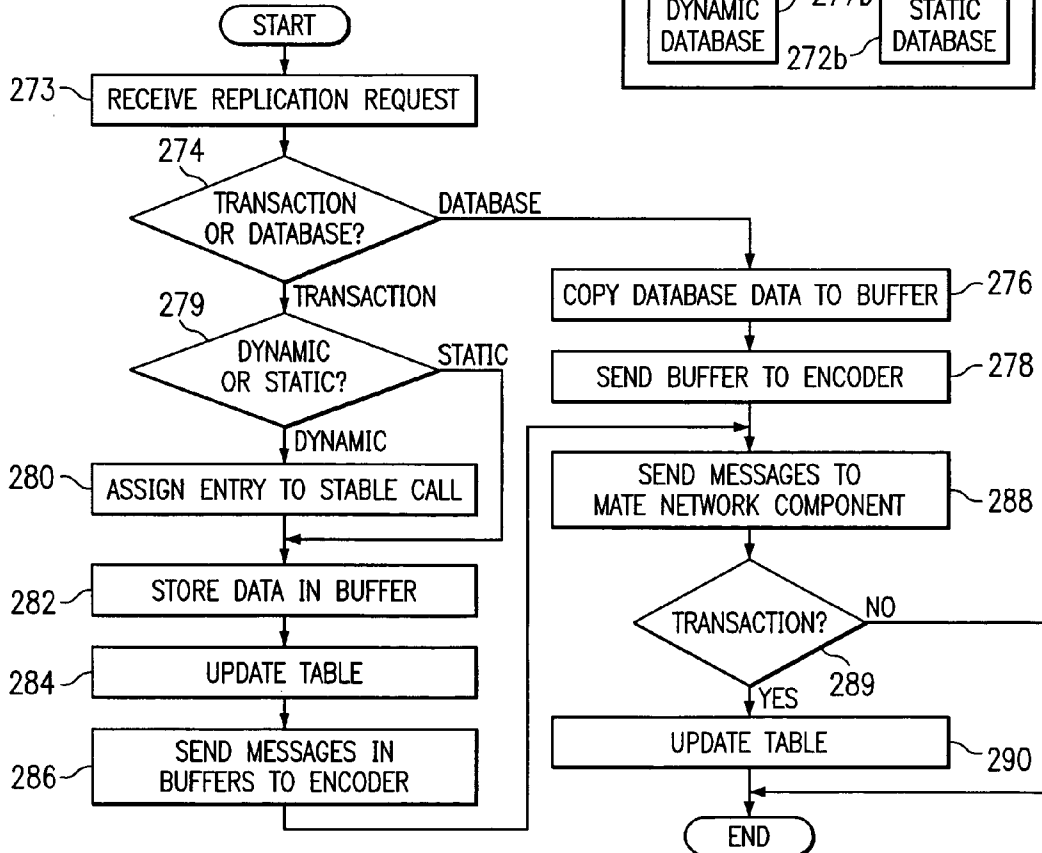 START
273
RECEIVE REPLICATION REQUEST
274
TRANSACTION
OR DATABASE?
DATABASE
TRANSACTION
279
DYNAMIC
OR STATIC?
STATIC
DYNAMIC
280
ASSIGN ENTRY TO STABLE CALL
282
STORE DATA IN BUFFER
284
UPDATE TABLE
286
SEND MESSAGES IN
BUFFERS TO ENCODER
DYNAMIC
DATABASE
272b
STATIC
DATABASE
COPY DATABASE DATA TO BUFFER
276
SEND BUFFER TO ENCODER
278
SEND MESSAGES TO
MATE NETWORK COMPONENT
288
TRANSACTION?
NO
289
YES
UPDATE TABLE
290
END